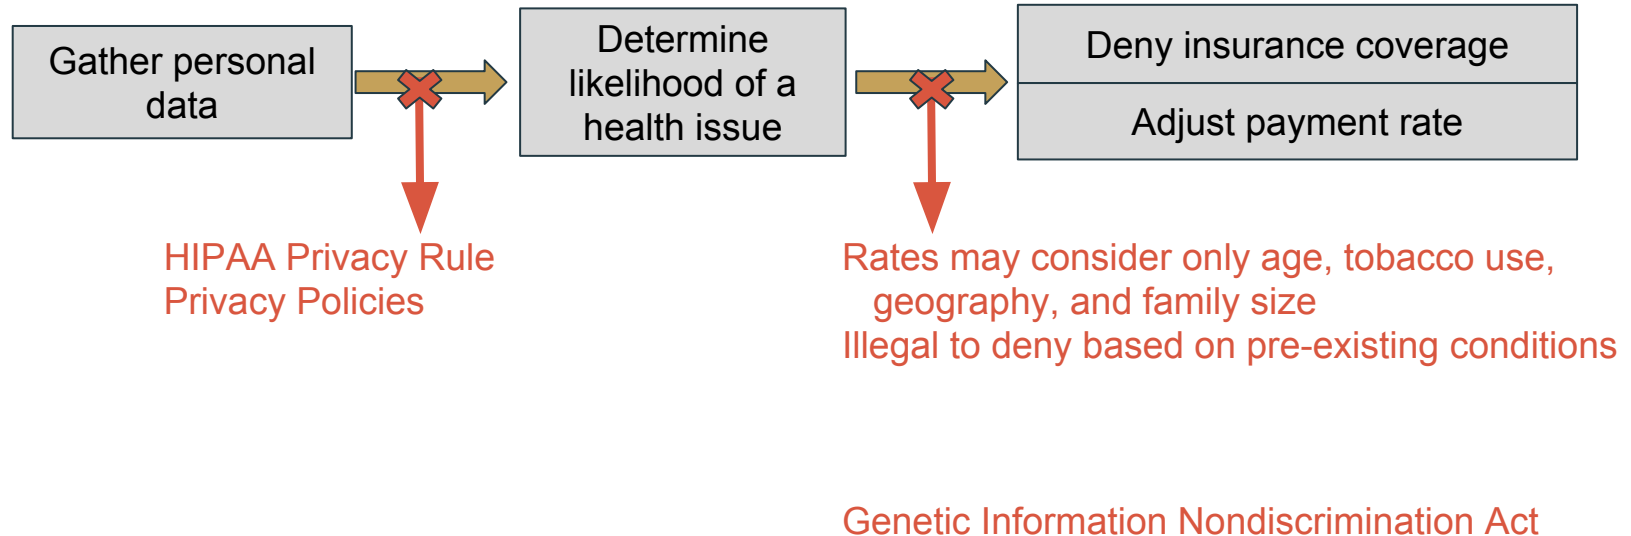 Gather personal
data
Determine
likelihood of a
health issue
Deny insurance coverage
Adjust payment rate
HIPAA Privacy Rule
Privacy Policies
Rates may consider only age, tobacco use,
geography, and family size
Illegal to deny based on pre-existing conditions
Genetic Information Nondiscrimination Act